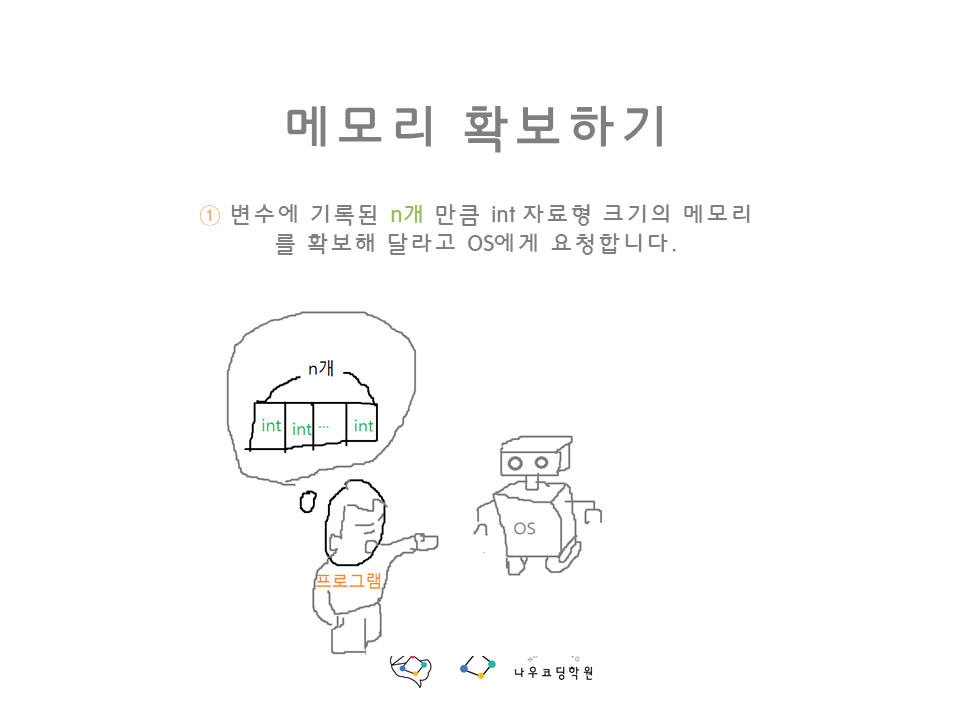 메모리 확보하기
① 변수에 기록된 n개 만큼 int 자료형 크기의 메모리
를 확보해 달라고 OS에게 요청합니다.
n개
int int ... int
OS
프로그램
나우코딩학원